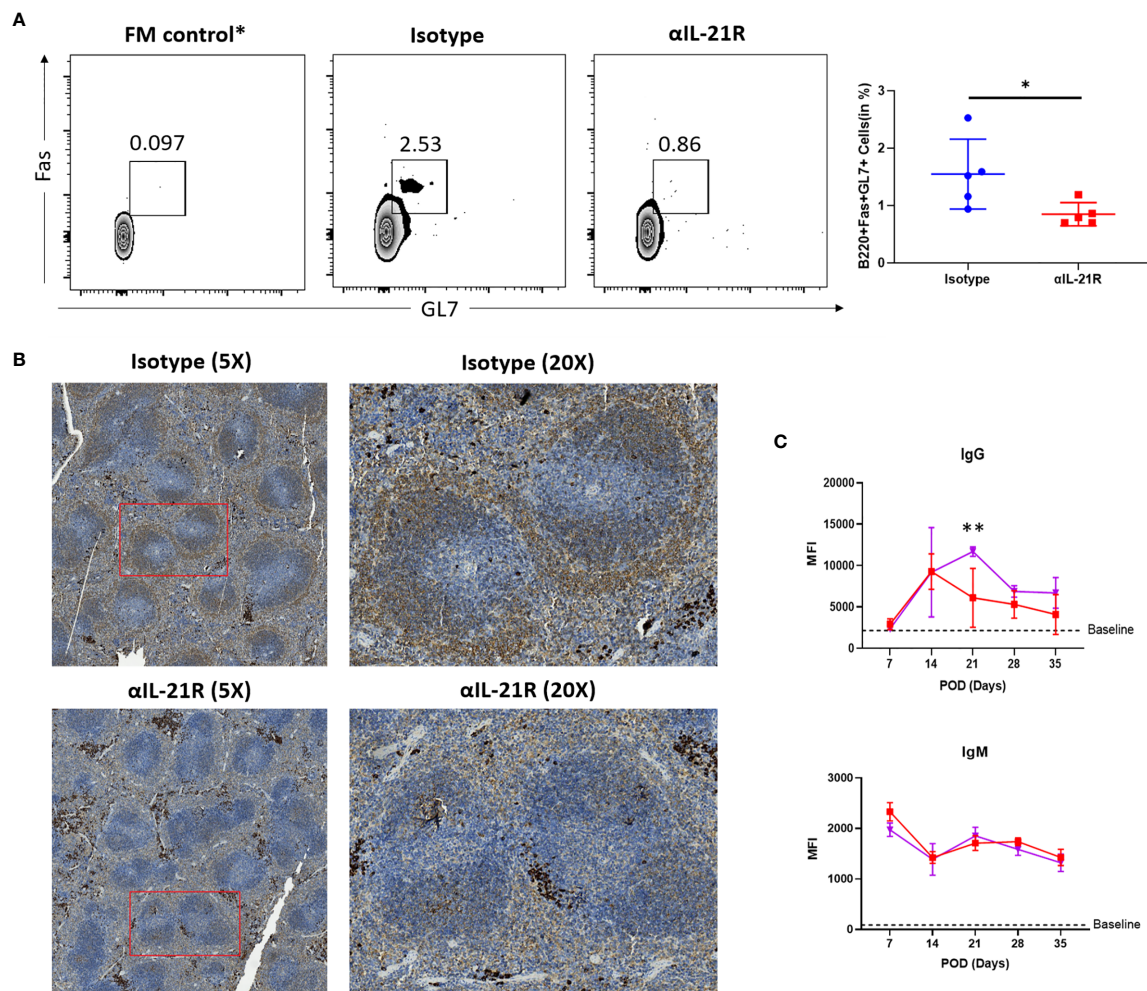 A
FM control*
Isotype
αIL-21R
0.097
2.53
0.86
Fas
GL7
B220+Fas+GL7+ Cells(in %)
3
2
1
0
*
Isotype
αIL-21R
B
Isotype (5X)
Isotype (20X)
αIL-21R (5X)
αIL-21R (20X)
C
IgG
MFI
20000
15000
10000
5000
0
**
Baseline
7 14 21 28 35
POD (Days)
IgM
MFI
3000
2000
1000
0
Baseline
7 14 21 28 35
POD (Days)